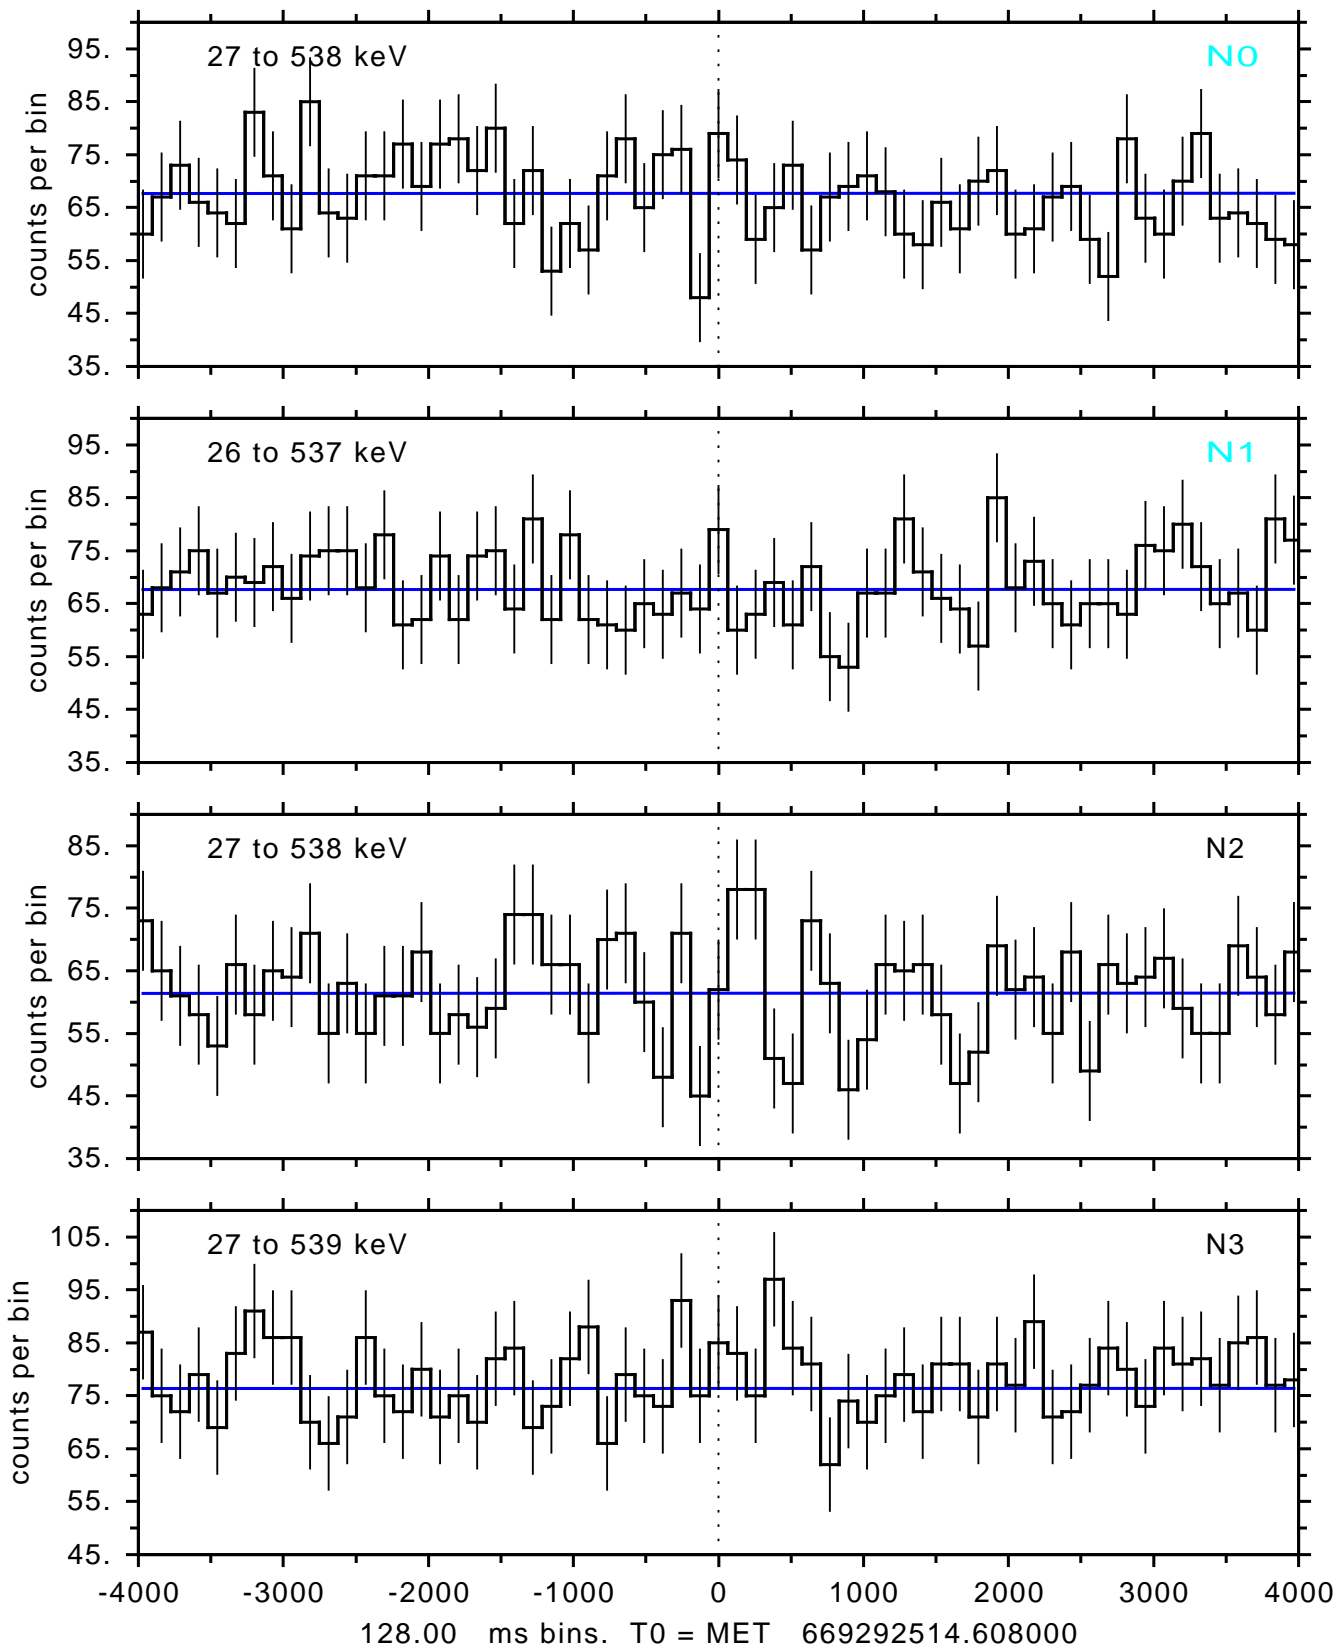 27 to 538 keV N0
95.
85.
75.
65.
55.
45.
35.
counts per bin
26 to 537 keV N1
95.
85.
75.
65.
55.
45.
35.
counts per bin
27 to 538 keV N2
85.
75.
65.
55.
45.
35.
counts per bin
27 to 539 keV N3
105.
95.
85.
75.
65.
55.
45.
counts per bin
-4000 -3000 -2000 -1000 0 1000 2000 3000 4000
128.00 ms bins. T0 = MET 669292514.608000